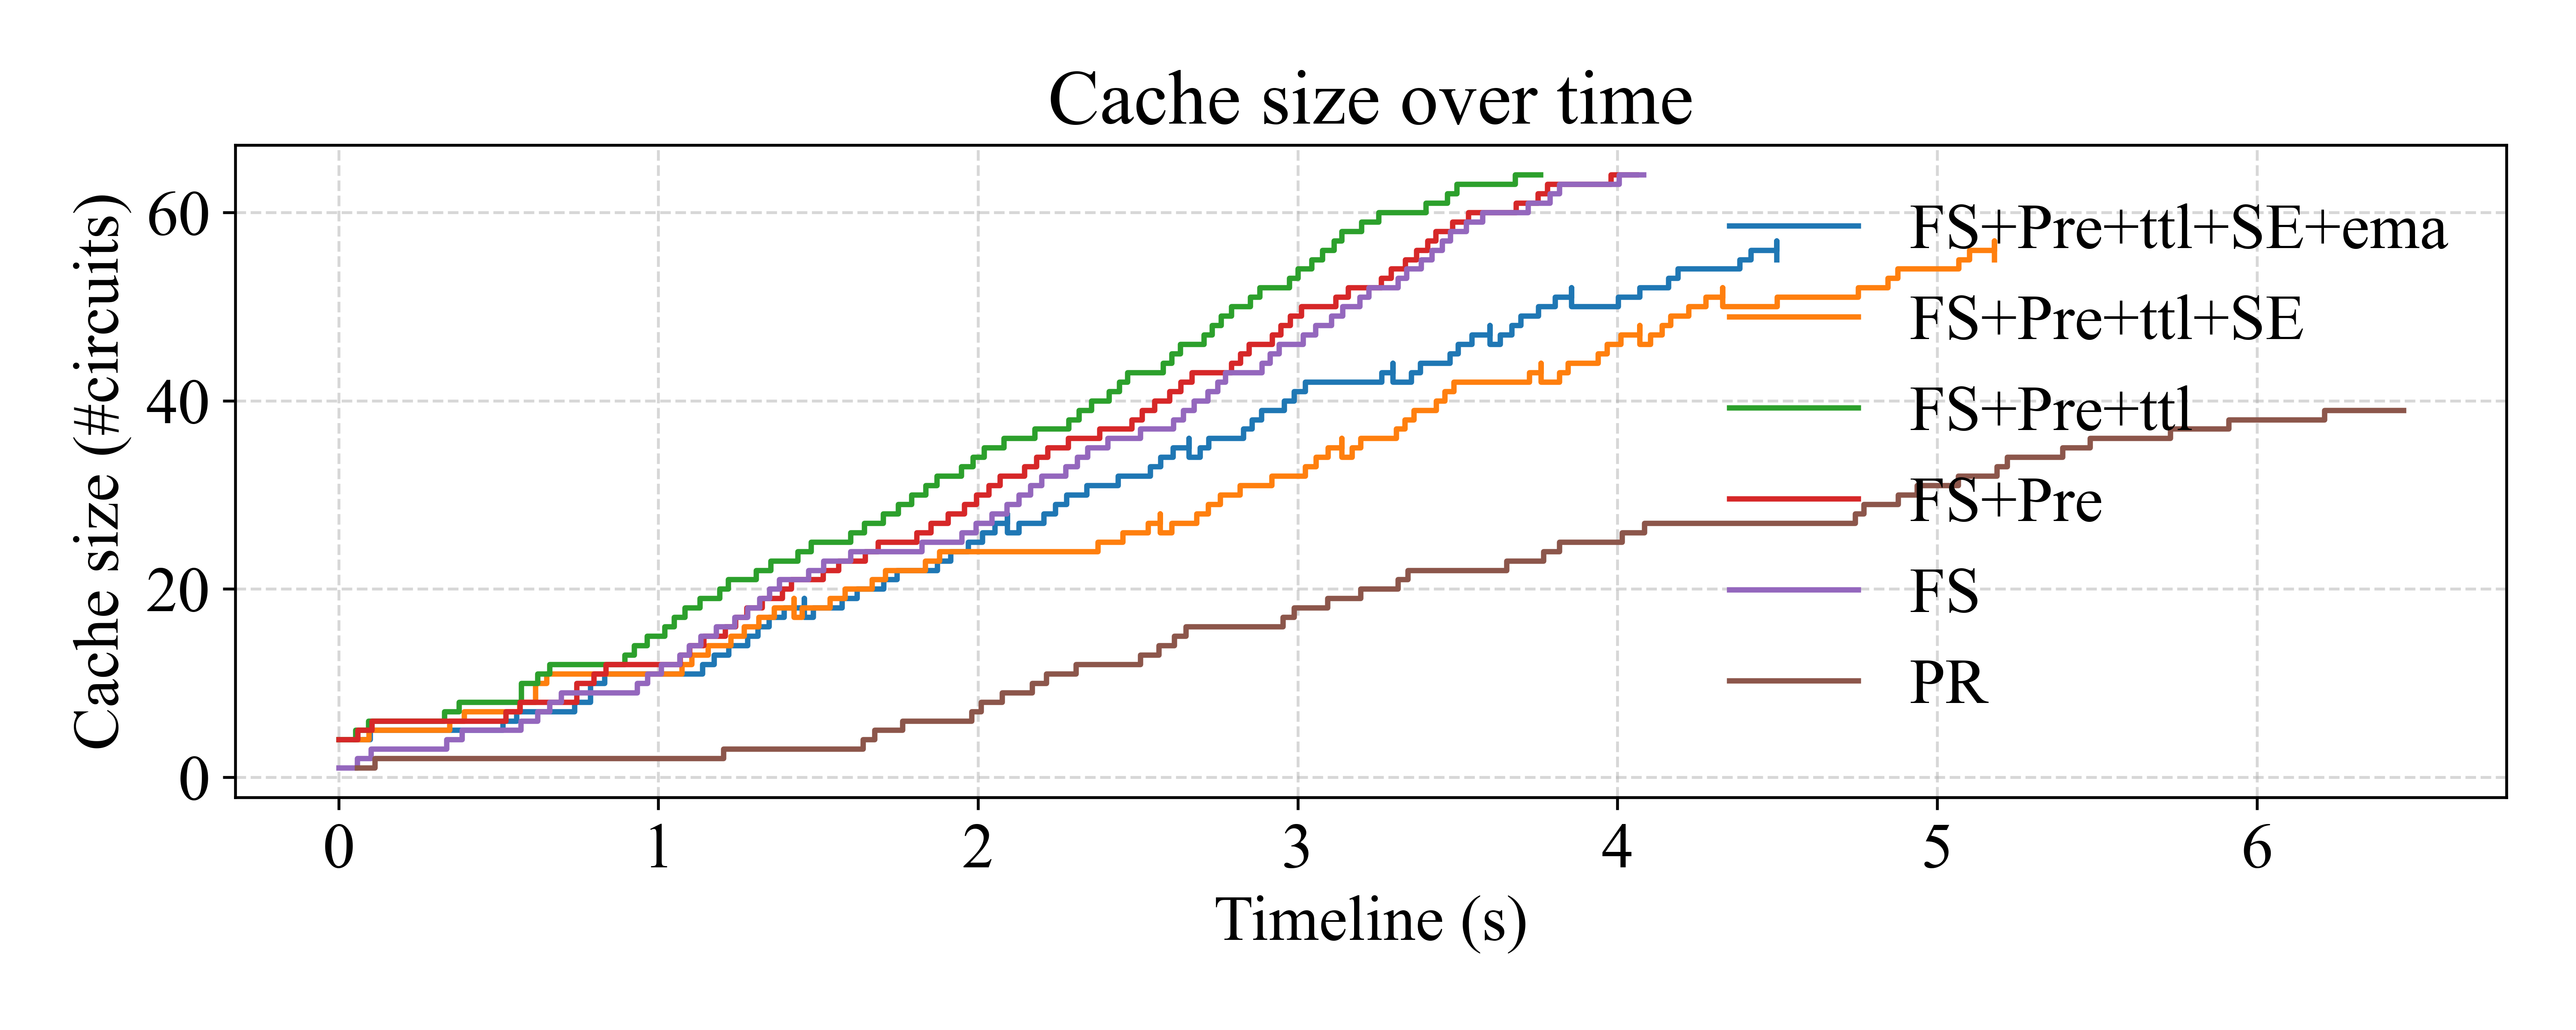 Cache size over time
Cache size (#circuits)
60
40
20
0
FS+Pre+ttl+SE+ema
FS+Pre+ttl+SE
FS+Pre+ttl
FS+Pre
FS
PR
0 1 2 3 4 5 6
Timeline (s)